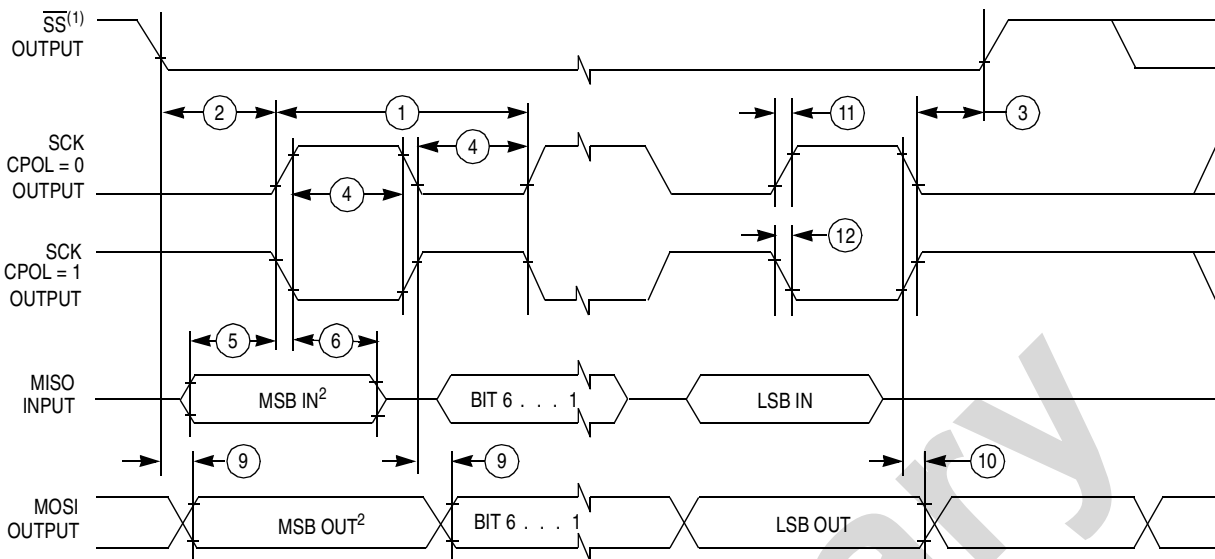 SS(1)
OUTPUT
2
1
11
3
SCK
CPOL = 0
OUTPUT
4
4
12
SCK
CPOL = 1
OUTPUT
5
6
MISO
INPUT
MSB IN2
BIT 6 . . . 1
LSB IN
9
9
10
MOSI
OUTPUT
MSB OUT2
BIT 6 . . . 1
LSB OUT